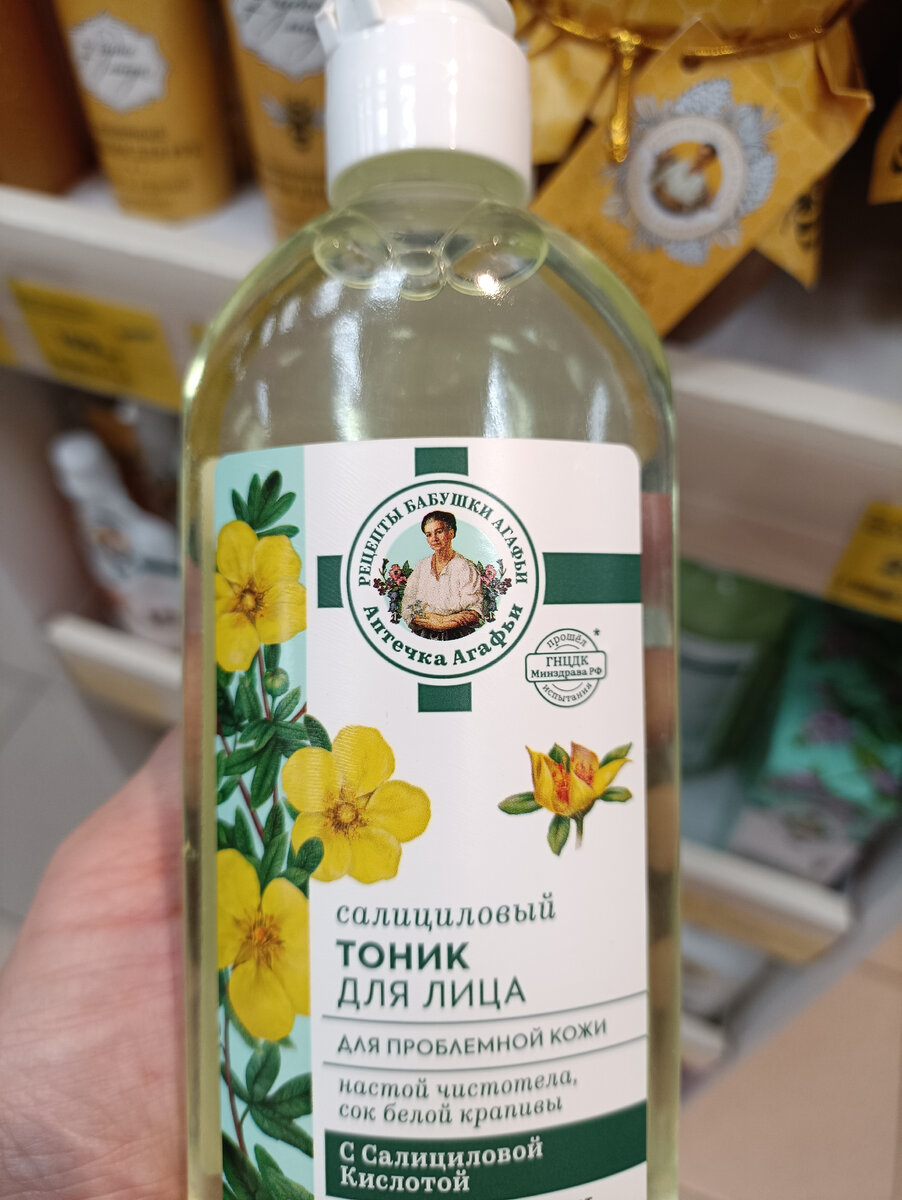 РЕЦЕПТЫ БАБУШКИ АГАФЬИ
Аптечка Агафьи
прошёл
ГНЦДК
Минздрава РФ
испытания
*
салициловый
ТОНИК
ДЛЯ ЛИЦА
ДЛЯ ПРОБЛЕМНОЙ КОЖИ
настой чистотела,
сок белой крапивы
С Салициловой
Кислотой